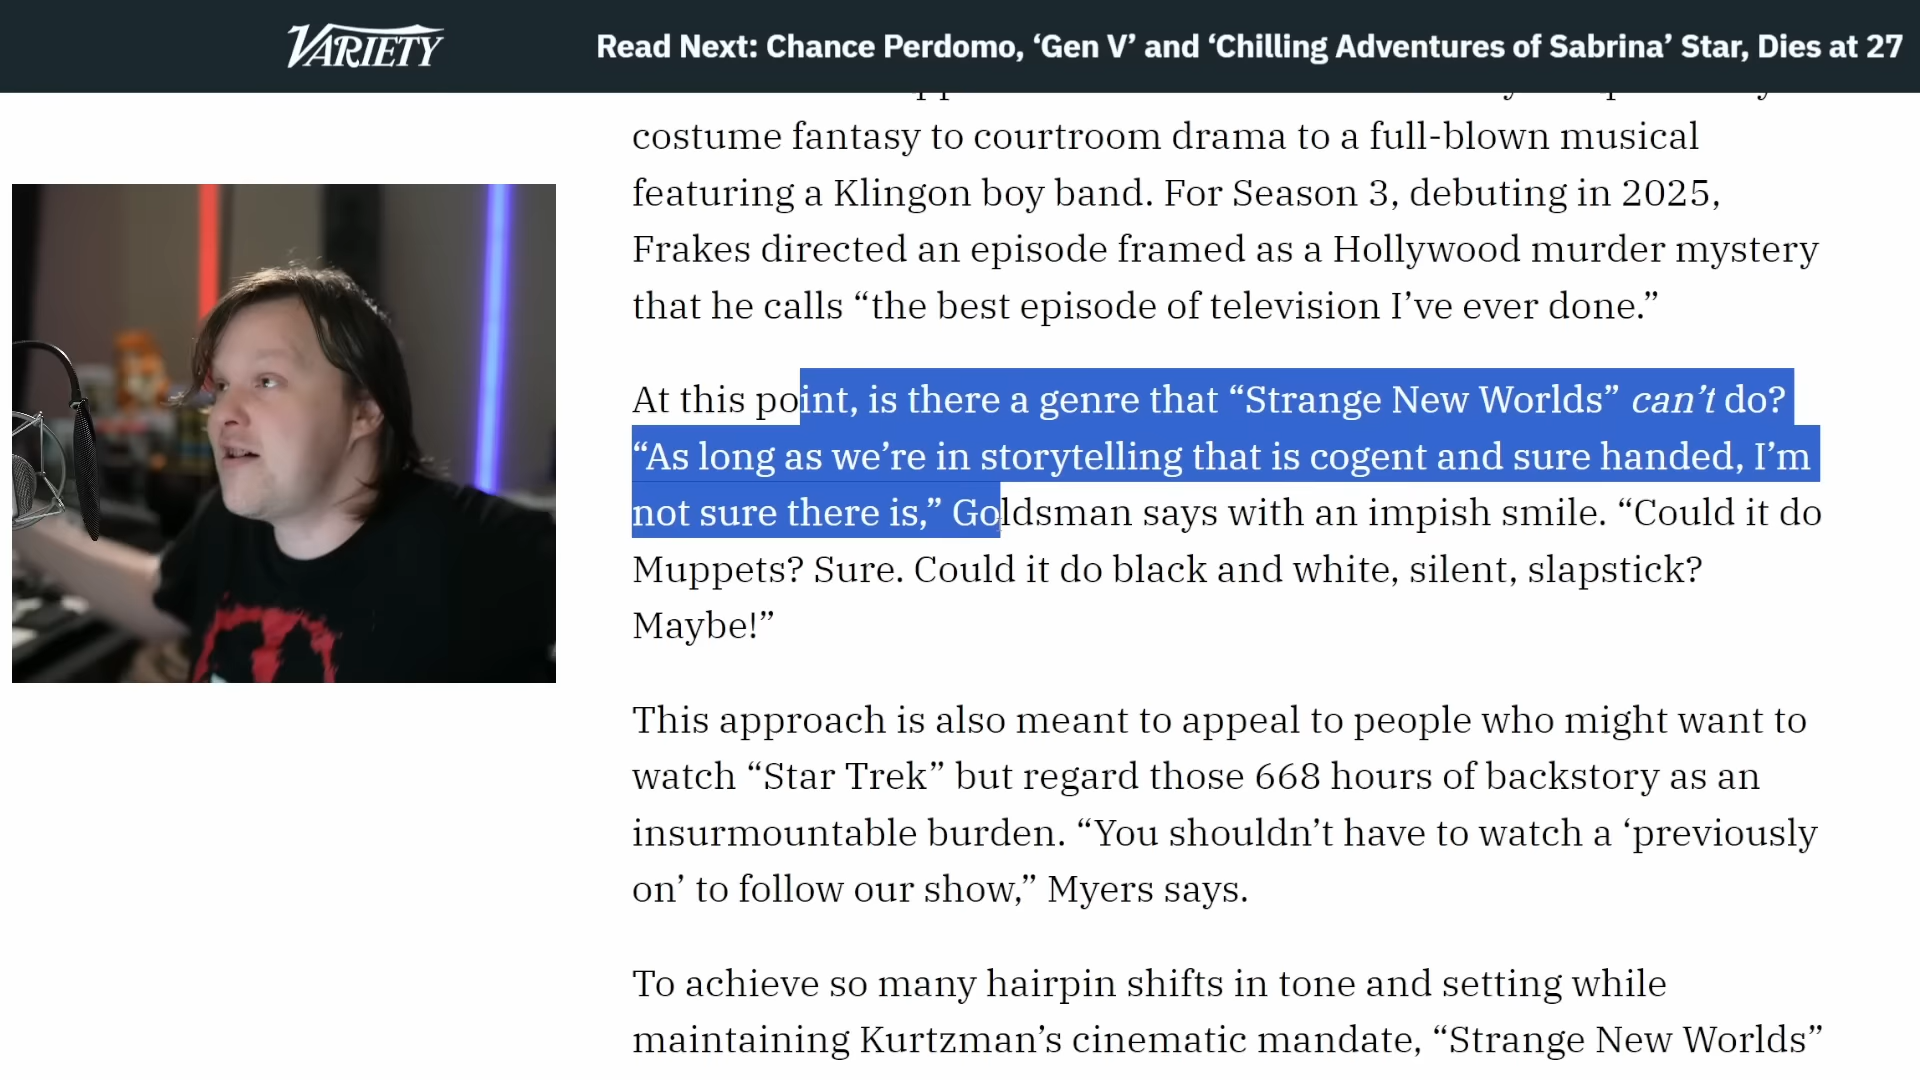 VARIETY
Read Next: Chance Perdomo, ‘Gen V’ and ‘Chilling Adventures of Sabrina’ Star, Dies at 27
costume fantasy to courtroom drama to a full-blown musical
featuring a Klingon boy band. For Season 3, debuting in 2025,
Frakes directed an episode framed as a Hollywood murder mystery
that he calls “the best episode of television I’ve ever done.”
At this point, is there a genre that “Strange New Worlds” can’t do?
“As long as we’re in storytelling that is cogent and sure handed, I’m
not sure there is,” Goldsman says with an impish smile. “Could it do
Muppets? Sure. Could it do black and white, silent, slapstick?
Maybe!”
This approach is also meant to appeal to people who might want to
watch “Star Trek” but regard those 668 hours of backstory as an
insurmountable burden. “You shouldn’t have to watch a ‘previously
on’ to follow our show,” Myers says.
To achieve so many hairpin shifts in tone and setting while
maintaining Kurtzman’s cinematic mandate, “Strange New Worlds”